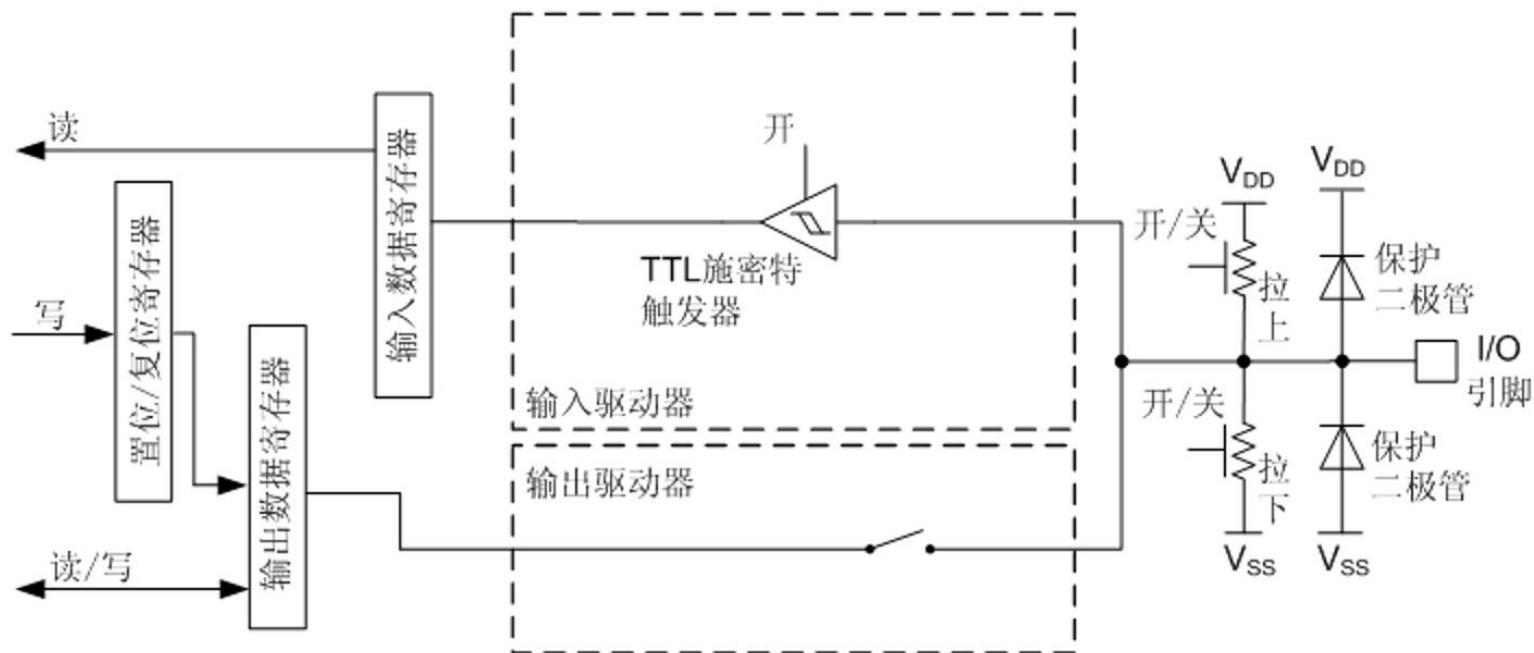 读
置位/复位寄存器
写
输出数据寄存器
读/写
输入数据寄存器
开
TTL施密特
触发器
输入驱动器
输出驱动器
VDD
开/关
拉
上
VDD
保护
二极管
I/O
引脚
开/关
拉
下
VSS
保护
二极管
VSS